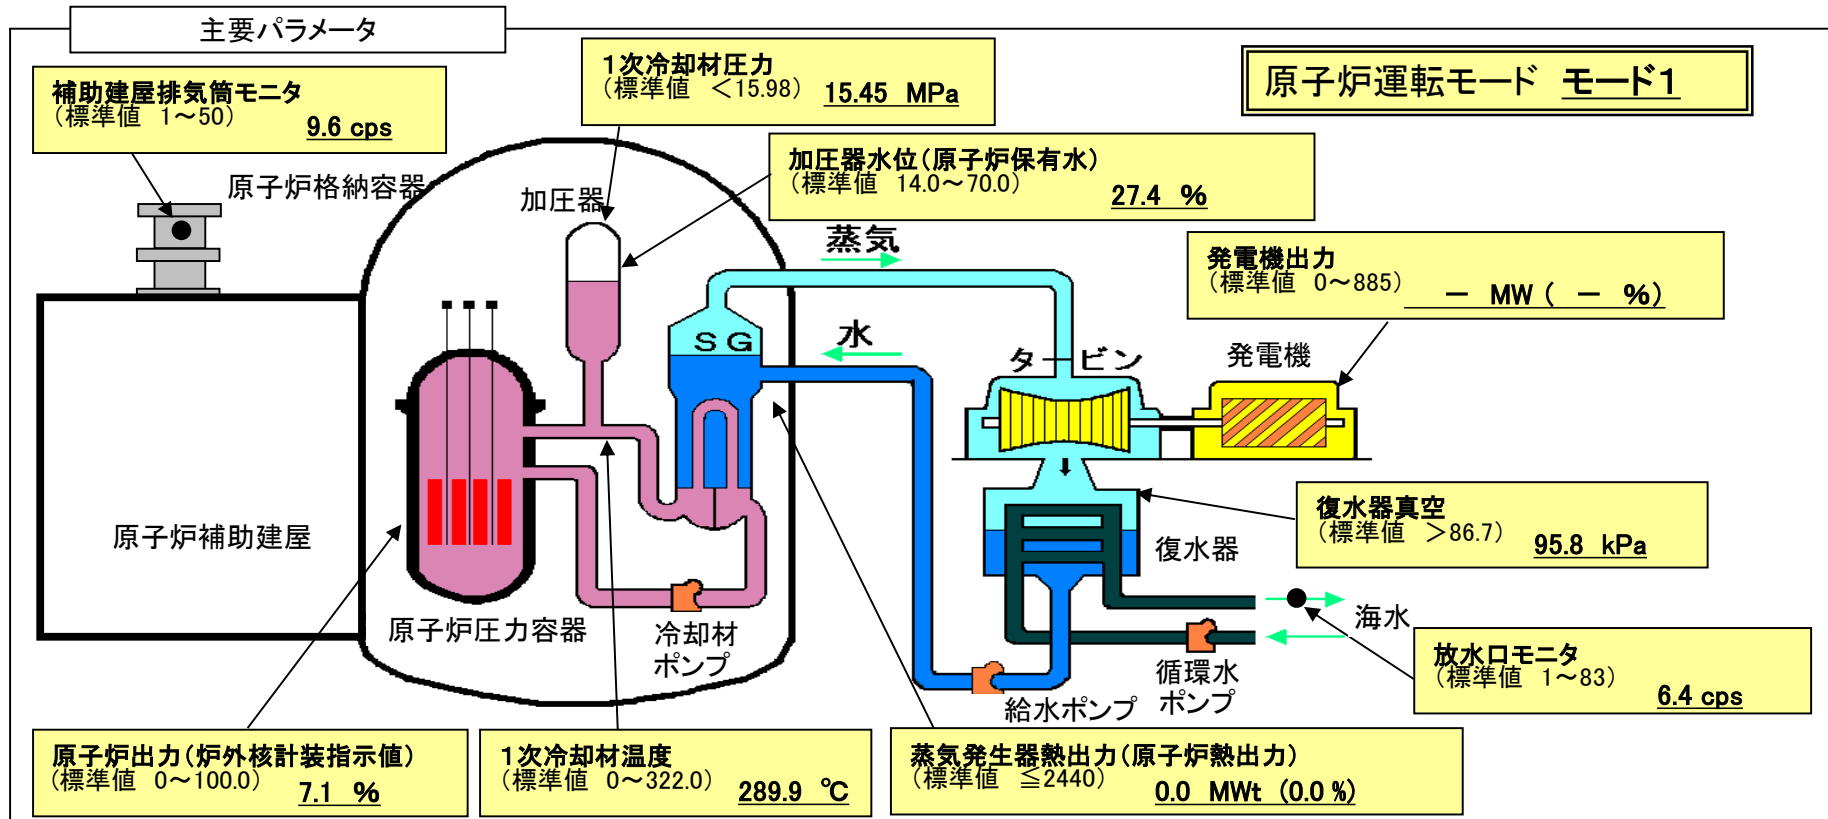 主要パラメータ
補助建屋排気筒モニタ
(標準値 1～50)
9.6 cps
1次冷却材圧力
(標準値 ＜15.98) 15.45 MPa
原子炉運転モード モード1
加圧器水位(原子炉保有水)
(標準値 14.0～70.0)
27.4 %
原子炉格納容器
加圧器
蒸気
発電機出力
(標準値 0～885) － MW ( － %)
ＳＧ
水
タービン
発電機
原子炉補助建屋
復水器真空
(標準値 ＞86.7)
95.8 kPa
復水器
海水
原子炉圧力容器
冷却材
ポンプ
循環水
ポンプ
給水ポンプ
放水口モニタ
(標準値 1～83)
6.4 cps
原子炉出力(炉外核計装指示値)
(標準値 0～100.0)
7.1 %
1次冷却材温度
(標準値 0～322.0)
289.9 ℃
蒸気発生器熱出力(原子炉熱出力)
(標準値 ≦2440)
0.0 MWt (0.0 %)